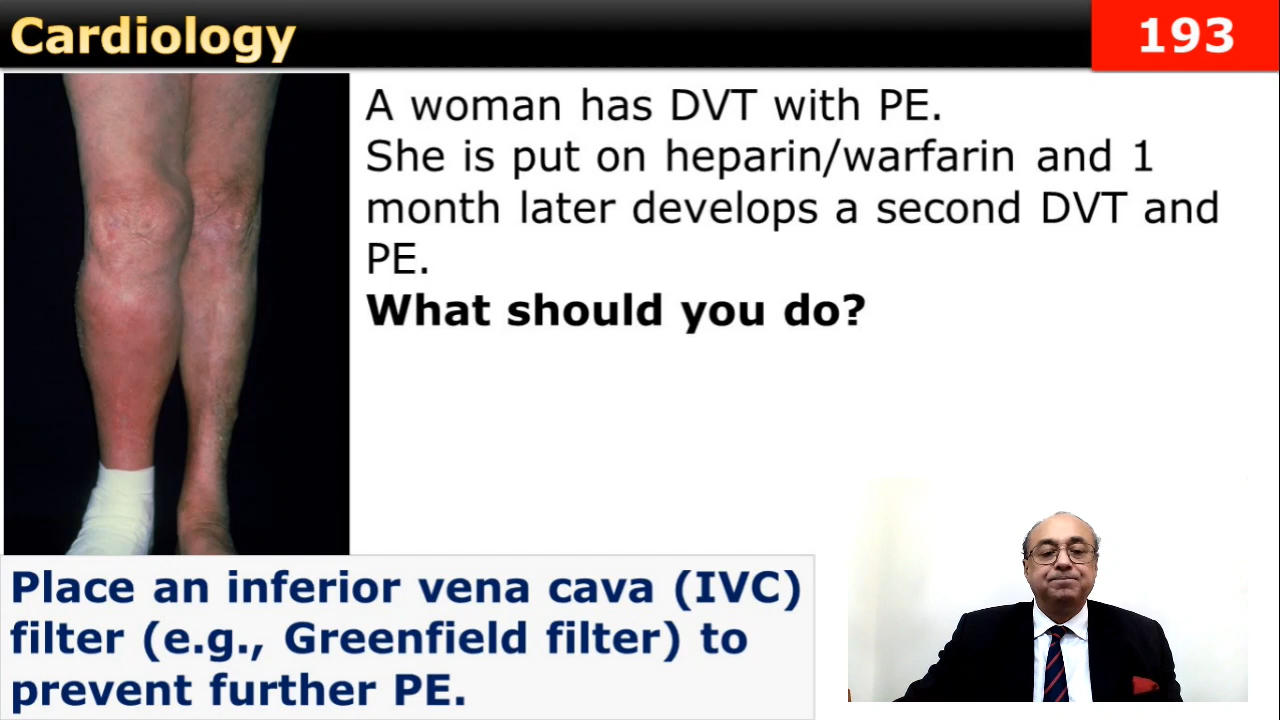 Cardiology
193
A woman has DVT with PE.
She is put on heparin/warfarin and 1
month later develops a second DVT and
PE.
What should you do?
Place an inferior vena cava (IVC)
filter (e.g., Greenfield filter) to
prevent further PE.